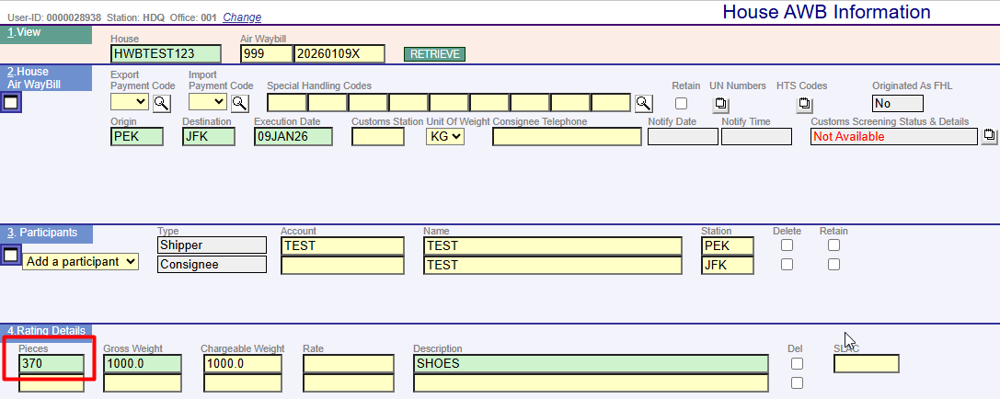 House AWB Information
User-ID: 0000028938 Station: HDQ Office: 001 Change
1.View
House Air Waybill
HWBTEST123 999 20260109X RETRIEVE
2.House
Air WayBill
Export Import
Payment Code Payment Code Special Handling Codes Retain UN Numbers HTS Codes Originated As FHL
No
Origin Destination Execution Date Customs Station Unit Of Weight Consignee Telephone Notify Date Notify Time Customs Screening Status & Details
PEK JFK 09JAN26 KG Not Available
3. Participants
Type Account Name Station Delete Retain
Shipper TEST TEST PEK
Add a participant Consignee TEST JFK
4.Rating Details
Pieces Gross Weight Chargeable Weight Rate Description Del SLAC
370 1000.0 1000.0 SHOES